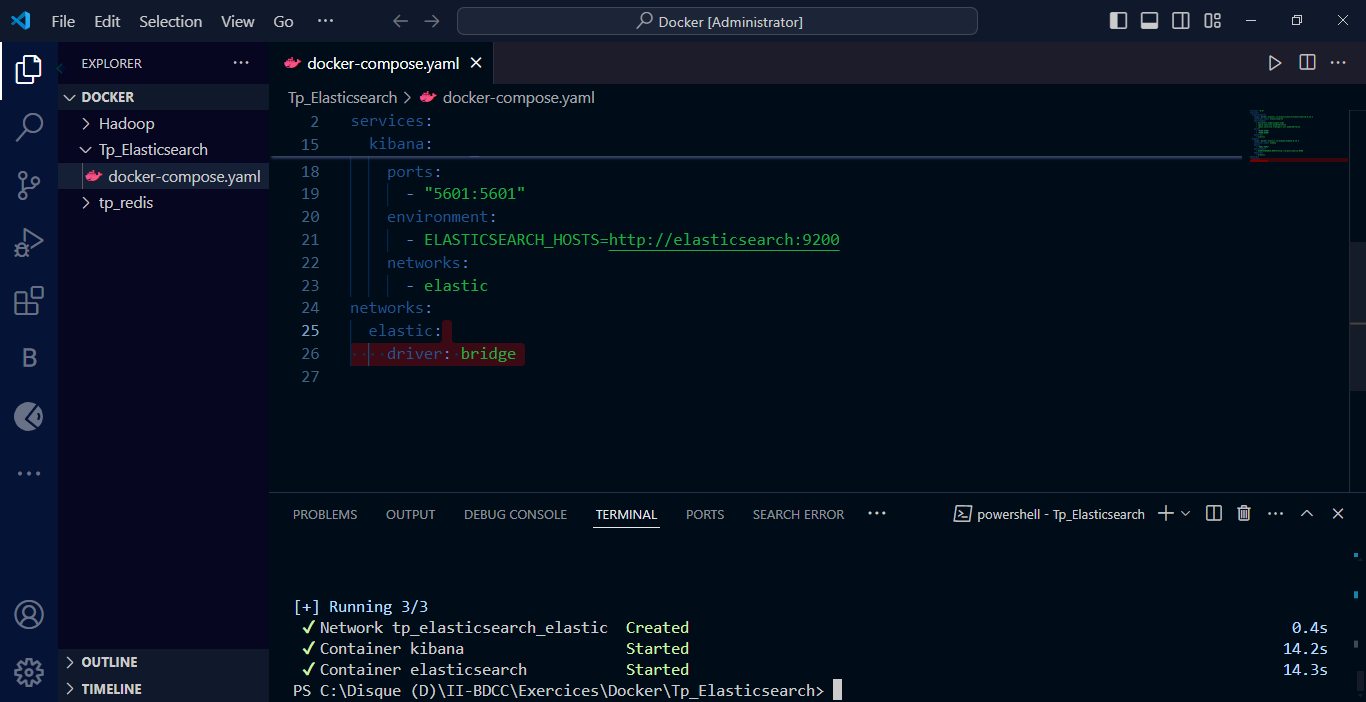 File Edit Selection View Go ···
Docker [Administrator]
EXPLORER ···
DOCKER
Hadoop
Tp_Elasticsearch
docker-compose.yaml
tp_redis
OUTLINE
TIMELINE
docker-compose.yaml
Tp_Elasticsearch > docker-compose.yaml
2 services:
15 kibana:
18 ports:
19 - "5601:5601"
20 environment:
21 - ELASTICSEARCH_HOSTS=http://elasticsearch:9200
22 networks:
23 - elastic
24 networks:
25 elastic:
26 driver: bridge
27
PROBLEMS OUTPUT DEBUG CONSOLE TERMINAL PORTS SEARCH ERROR ··· powershell - Tp_Elasticsearch
[+] Running 3/3
✓ Network tp_elasticsearch_elastic Created 0.4s
✓ Container kibana Started 14.2s
✓ Container elasticsearch Started 14.3s
PS C:\Disque (D)\II-BDCC\Exercices\Docker\Tp_Elasticsearch>